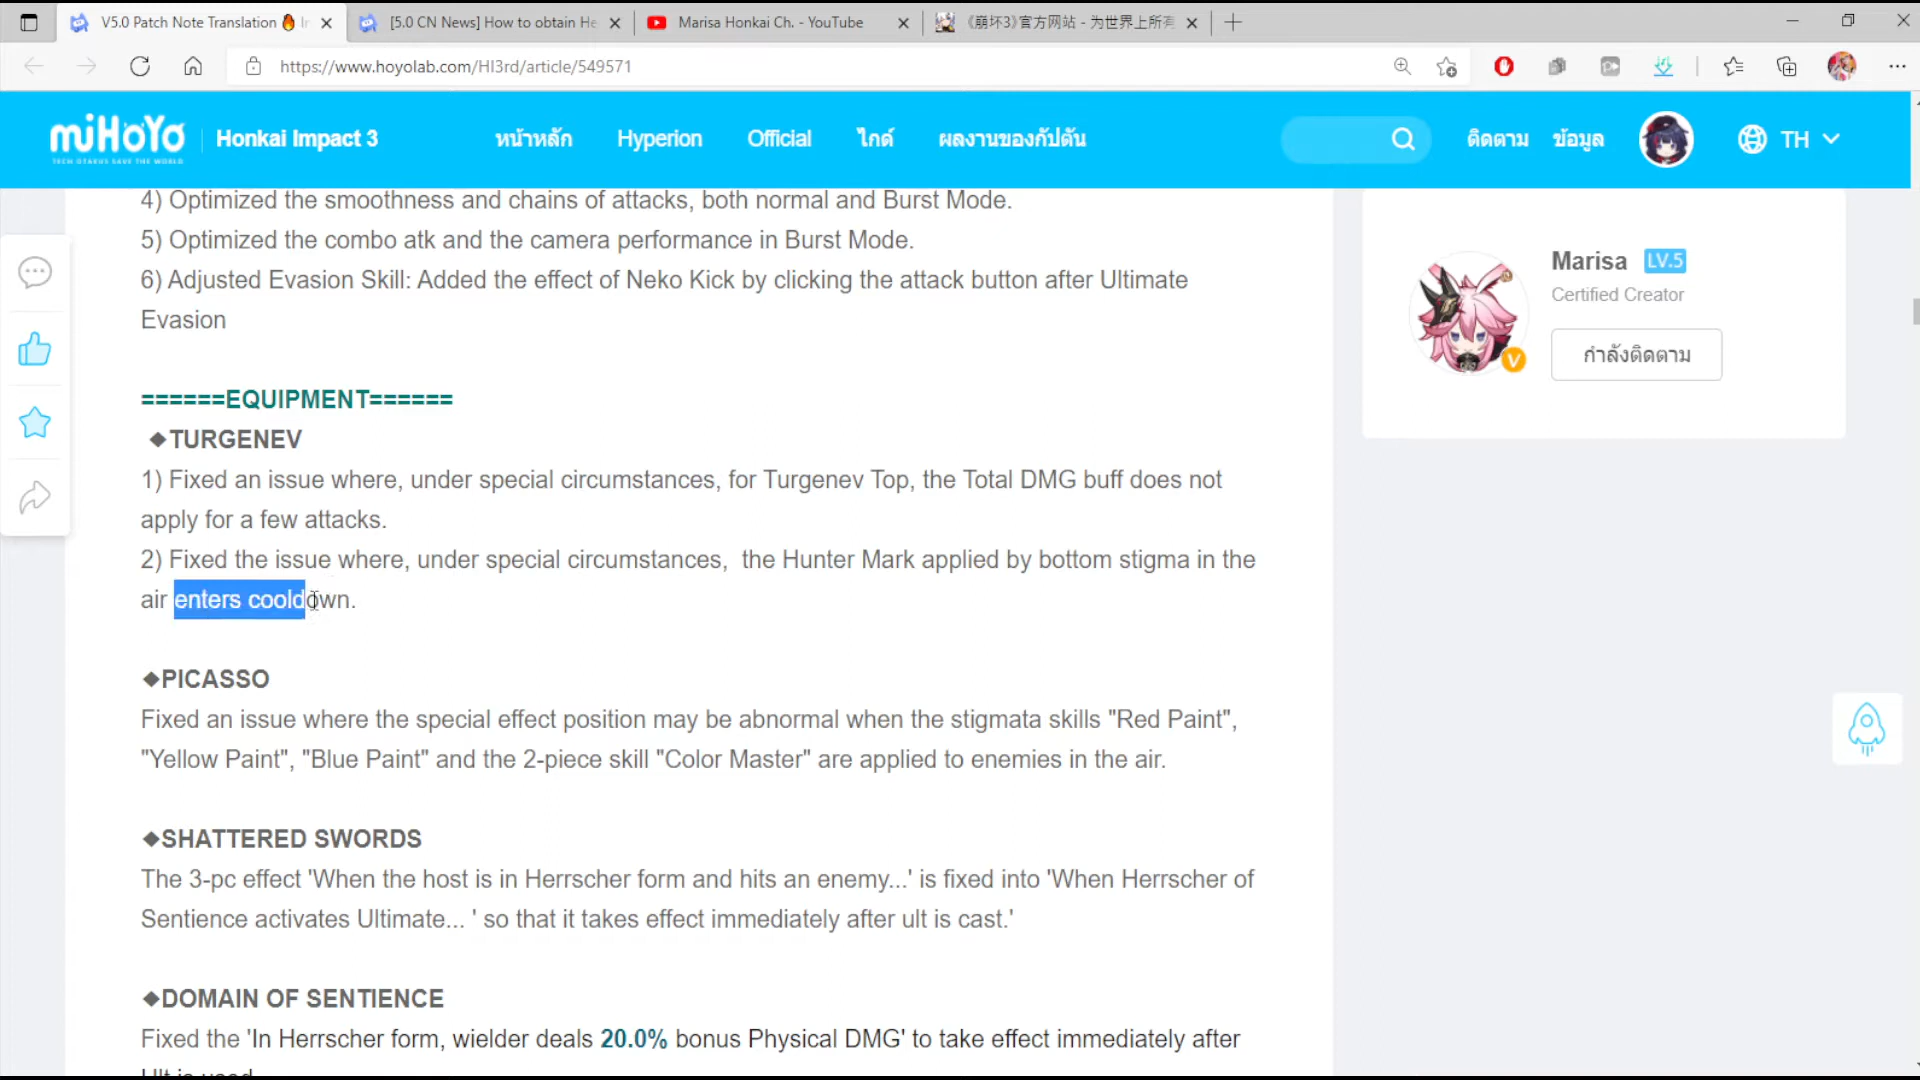 V5.0 Patch Note Translation
[5.0 CN News] How to obtain He
Marisa Honkai Ch. - YouTube
《崩坏3》官方网站 - 为世界上所有
https://www.hoyolab.com/HI3rd/article/549571
miHoYo
TECH OTAKUS SAVE THE WORLD
Honkai Impact 3
หน้าหลัก
Hyperion
Official
ไกด์
ผลงานของกัปตัน
ติดตาม
ข้อมูล
TH
4) Optimized the smoothness and chains of attacks, both normal and Burst Mode.
5) Optimized the combo atk and the camera performance in Burst Mode.
6) Adjusted Evasion Skill: Added the effect of Neko Kick by clicking the attack button after Ultimate
Evasion
======EQUIPMENT======
◆TURGENEV
1) Fixed an issue where, under special circumstances, for Turgenev Top, the Total DMG buff does not
apply for a few attacks.
2) Fixed the issue where, under special circumstances,  the Hunter Mark applied by bottom stigma in the
air enters cooldown.
◆PICASSO
Fixed an issue where the special effect position may be abnormal when the stigmata skills "Red Paint",
"Yellow Paint", "Blue Paint" and the 2-piece skill "Color Master" are applied to enemies in the air.
◆SHATTERED SWORDS
The 3-pc effect 'When the host is in Herrscher form and hits an enemy...' is fixed into 'When Herrscher of
Sentience activates Ultimate... ' so that it takes effect immediately after ult is cast.'
◆DOMAIN OF SENTIENCE
Fixed the 'In Herrscher form, wielder deals 20.0% bonus Physical DMG' to take effect immediately after
Ult is used
Marisa LV.5
Certified Creator
กำลังติดตาม
V